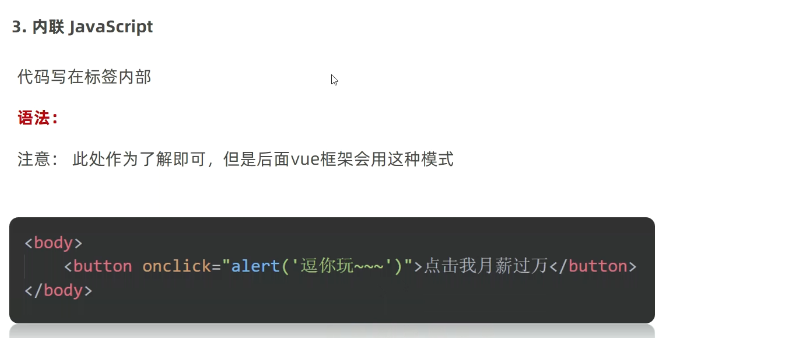 3. 内联 JavaScript
代码写在标签内部
语法：
注意： 此处作为了解即可，但是后面vue框架会用这种模式
<body>
    <button onclick="alert('逗你玩~~~')">点击我月薪过万</button>
</body>